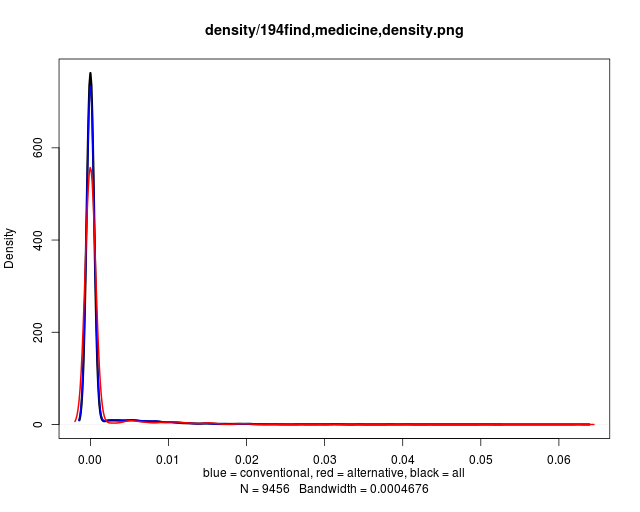 density/194find,medicine,density.png
Density
600
400
200
0
0.00 0.01 0.02 0.03 0.04 0.05 0.06
blue = conventional, red = alternative, black = all
N = 9456 Bandwidth = 0.0004676